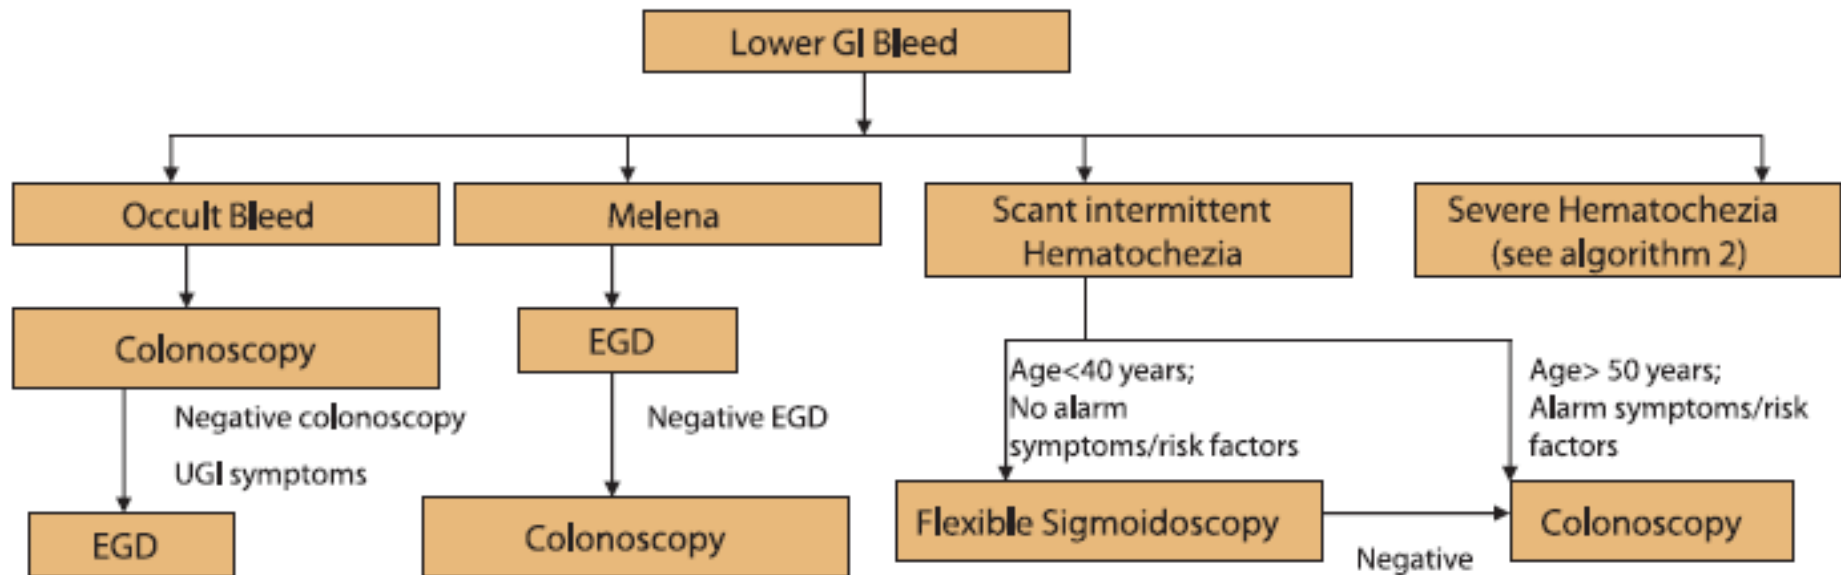 Lower GI Bleed
Occult Bleed
Melena
Scant intermittent
Hematochezia
Severe Hematochezia
(see algorithm 2)
Colonoscopy
EGD
Age<40 years;
No alarm
symptoms/risk factors
Age> 50 years;
Alarm symptoms/risk
factors
Negative colonoscopy
UGI symptoms
Negative EGD
EGD
Colonoscopy
Flexible Sigmoidoscopy
Negative
Colonoscopy